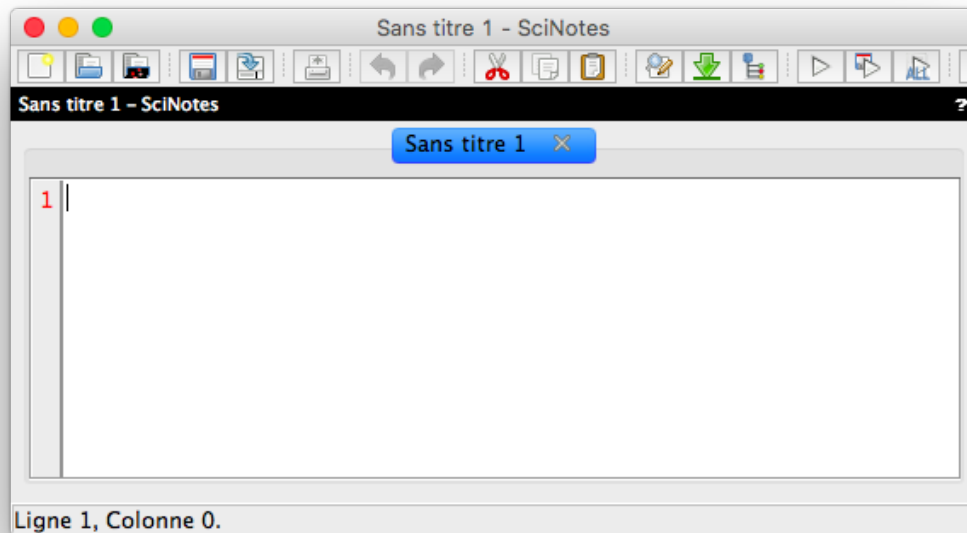 Sans titre 1 - SciNotes
Sans titre 1 – SciNotes ?
Sans titre 1
1
Ligne 1, Colonne 0.